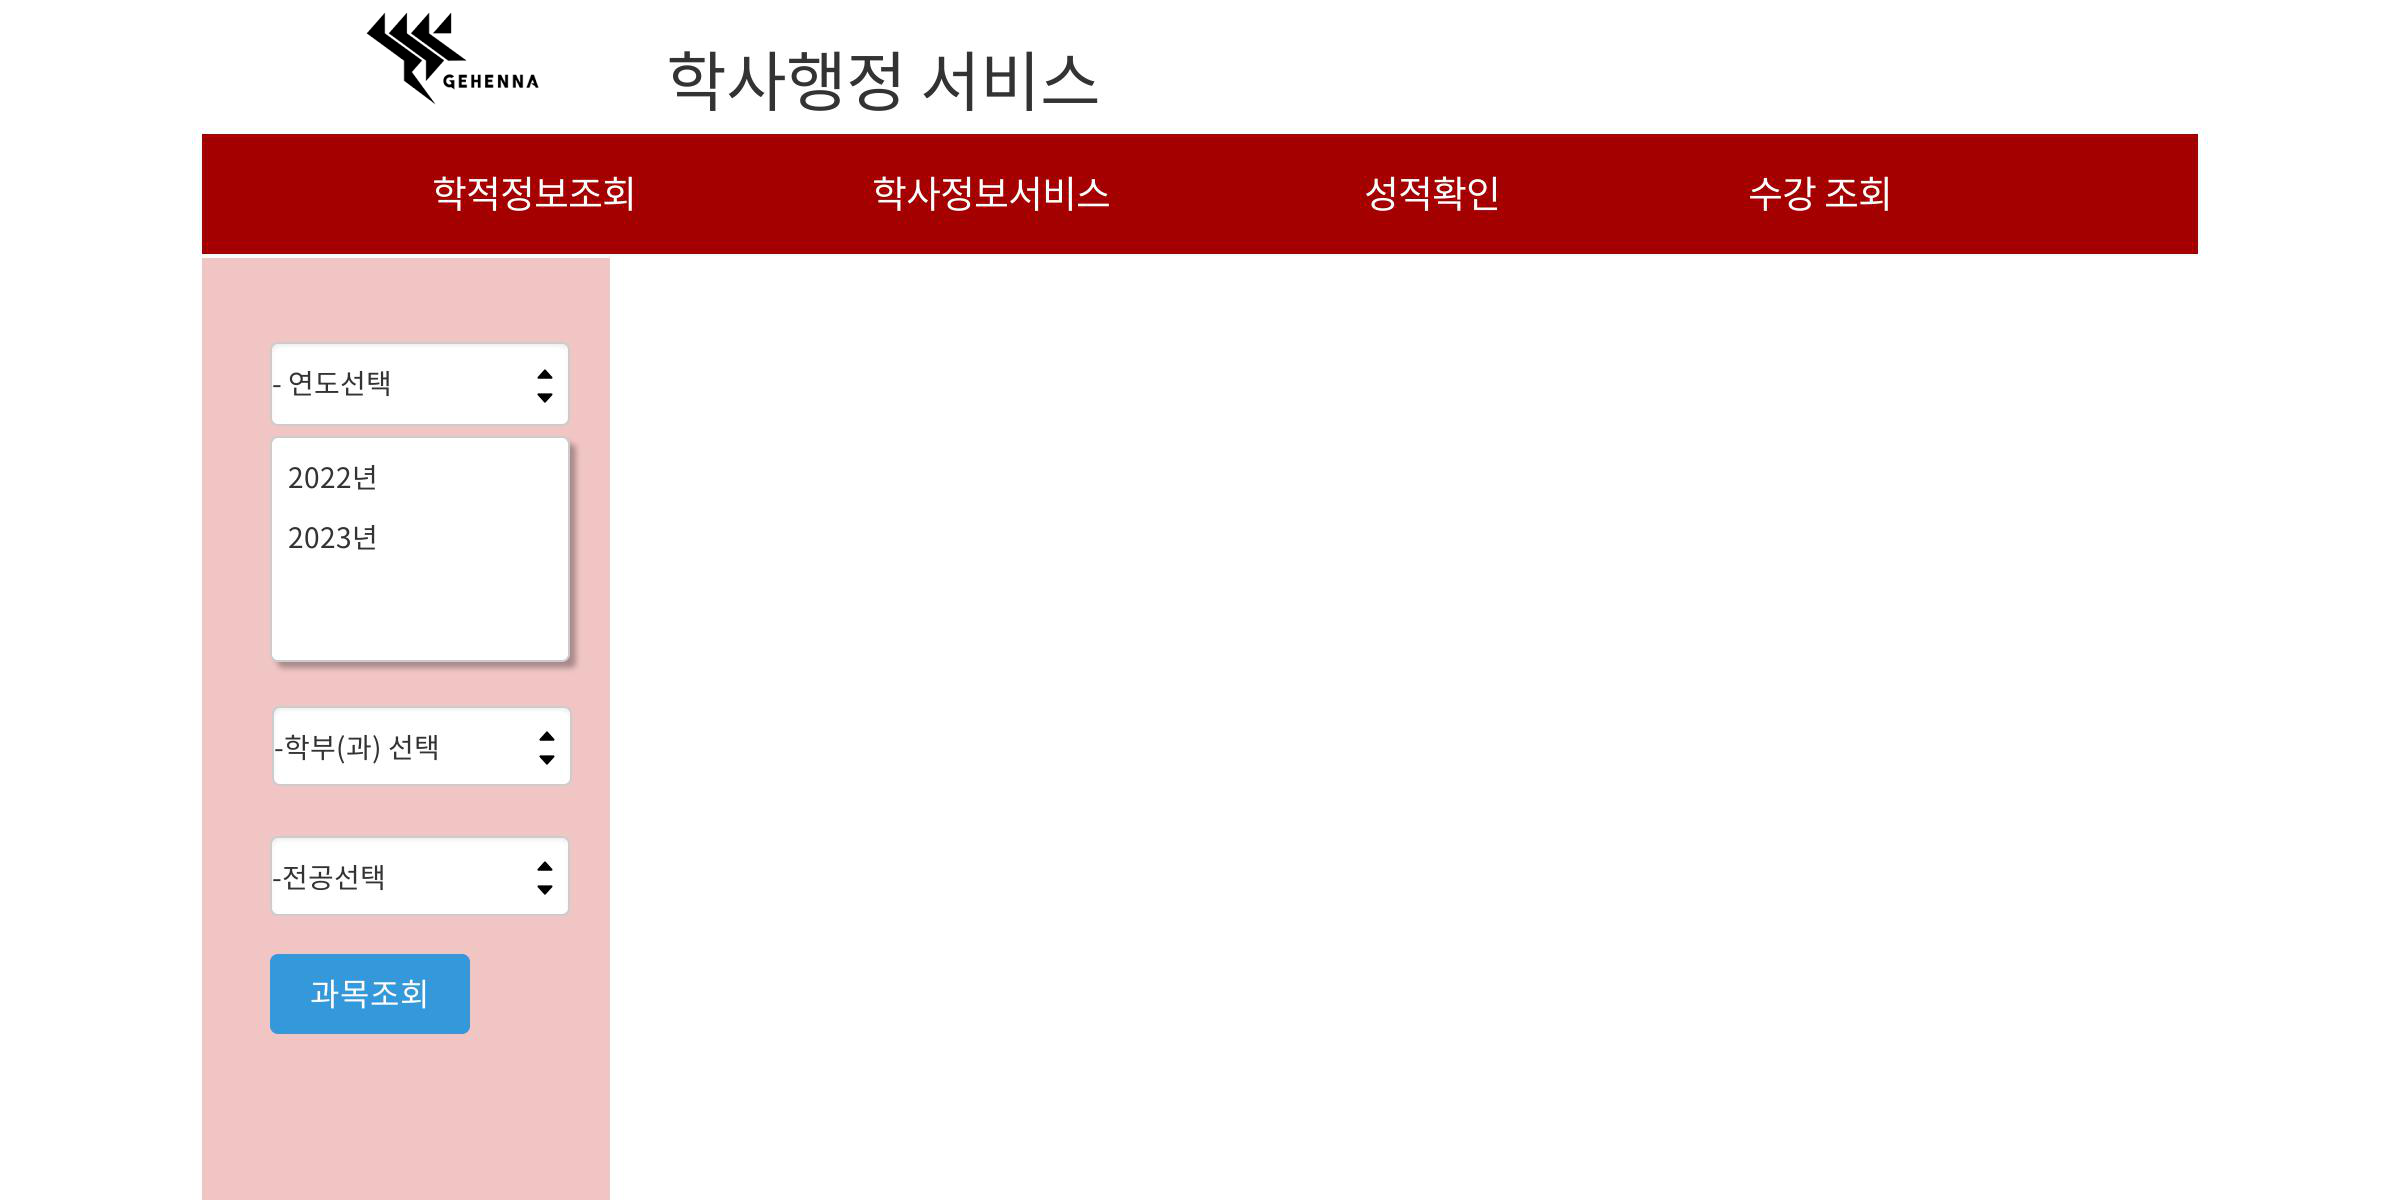 GEHENNA
학사행정 서비스
학적정보조회 학사정보서비스 성적확인 수강 조회
- 연도선택
2022년
2023년
-학부(과) 선택
-전공선택
과목조회